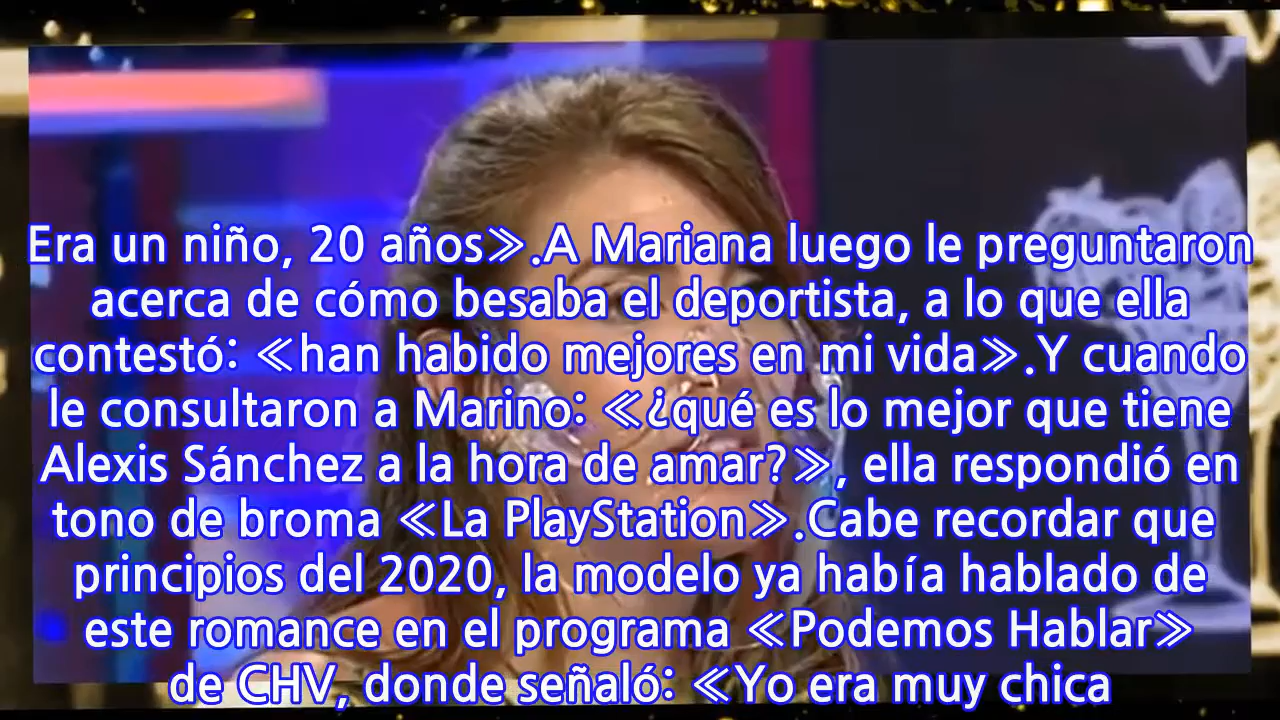 Era un niño, 20 años≫.A Mariana luego le preguntaron
acerca de cómo besaba el deportista, a lo que ella
contestó: ≪han habido mejores en mi vida≫.Y cuando
le consultaron a Marino: ≪¿qué es lo mejor que tiene
Alexis Sánchez a la hora de amar?≫, ella respondió en
tono de broma ≪La PlayStation≫.Cabe recordar que
principios del 2020, la modelo ya había hablado de
este romance en el programa ≪Podemos Hablar≫
de CHV, donde señaló: ≪Yo era muy chica